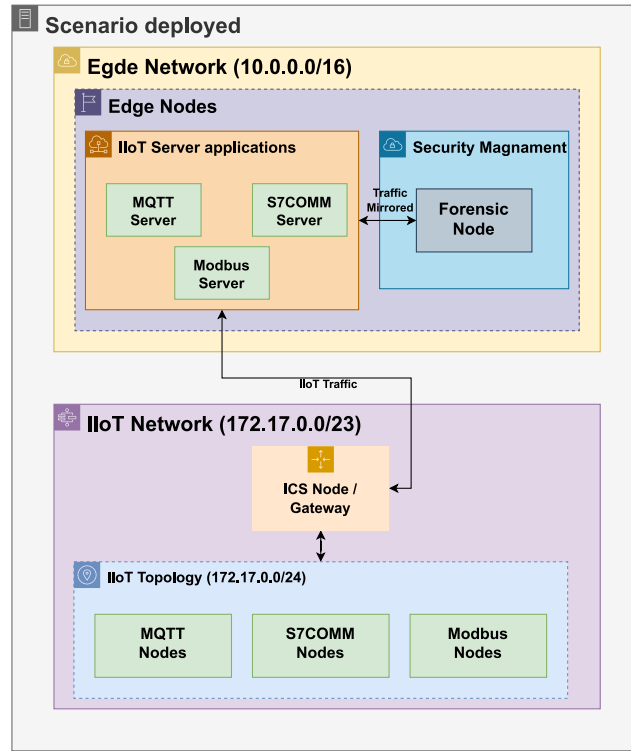 Scenario deployed
Egde Network (10.0.0.0/16)
Edge Nodes
IIoT Server applications
MQTT
Server
S7COMM
Server
Modbus
Server
Security Magnament
Traffic
Mirrored
Forensic
Node
IIoT Traffic
IIoT Network (172.17.0.0/23)
ICS Node /
Gateway
IIoT Topology (172.17.0.0/24)
MQTT
Nodes
S7COMM
Nodes
Modbus
Nodes